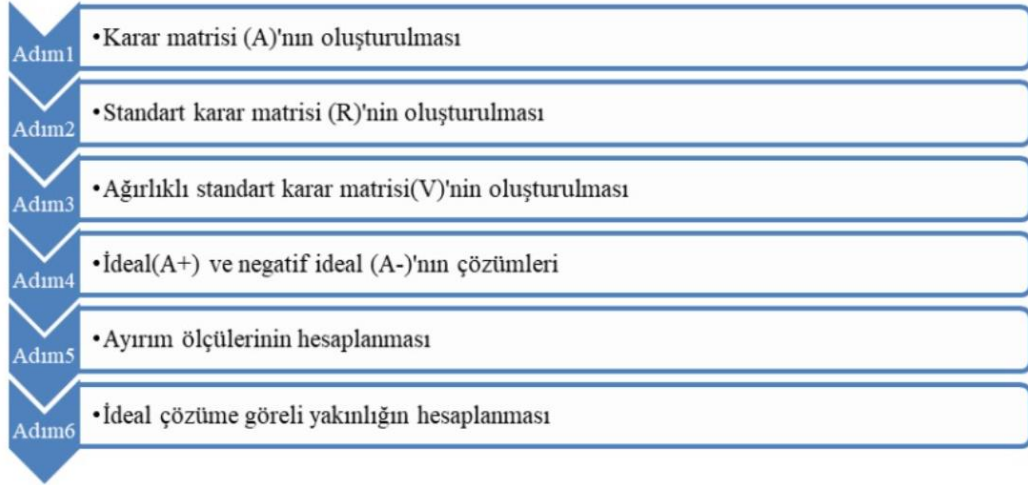 Adım1 •Karar matrisi (A)'nın oluşturulması
Adım2 •Standart karar matrisi (R)'nin oluşturulması
Adım3 •Ağırlıklı standart karar matrisi(V)'nin oluşturulması
Adım4 •İdeal(A+) ve negatif ideal (A-)'nın çözümleri
Adım5 •Ayırım ölçülerinin hesaplanması
Adım6 •İdeal çözüme göreli yakınlığın hesaplanması